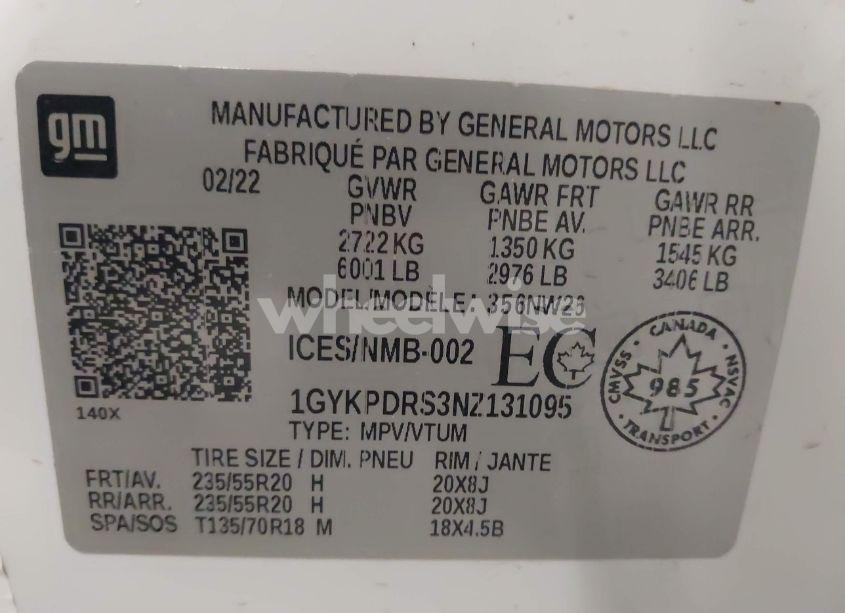 gm
MANUFACTURED BY GENERAL MOTORS LLC
FABRIQUÉ PAR GENERAL MOTORS LLC
02/22 GVWR GAWR FRT GAWR RR
PNBV PNBE AV. PNBE ARR.
2722 KG 1350 KG 1545 KG
6001 LB 2976 LB 3406 LB
MODEL/MODÈLE: 356NW26
wheelwise
ICES/NMB-002 EC
CANADA
CMVSS 985 NSVAC
TRANSPORT
140X
1GYKPDRS3NZ131095
TYPE: MPV/VTUM
TIRE SIZE / DIM. PNEU RIM / JANTE
FRT/AV. 235/55R20 H 20X8J
RR/ARR. 235/55R20 H 20X8J
SPA/SOS T135/70R18 M 18X4.5B